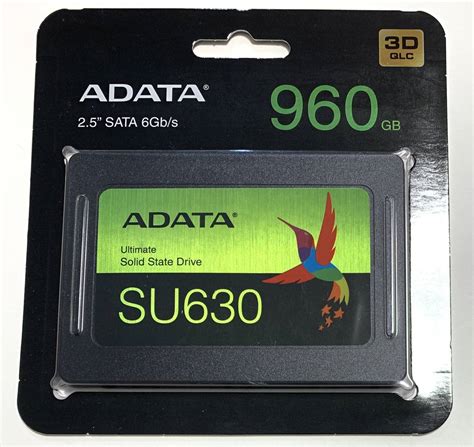 3D
QLC
ADATA®
960 GB
2.5" SATA 6Gb/s
ADATA®
Ultimate
Solid State Drive
SU630